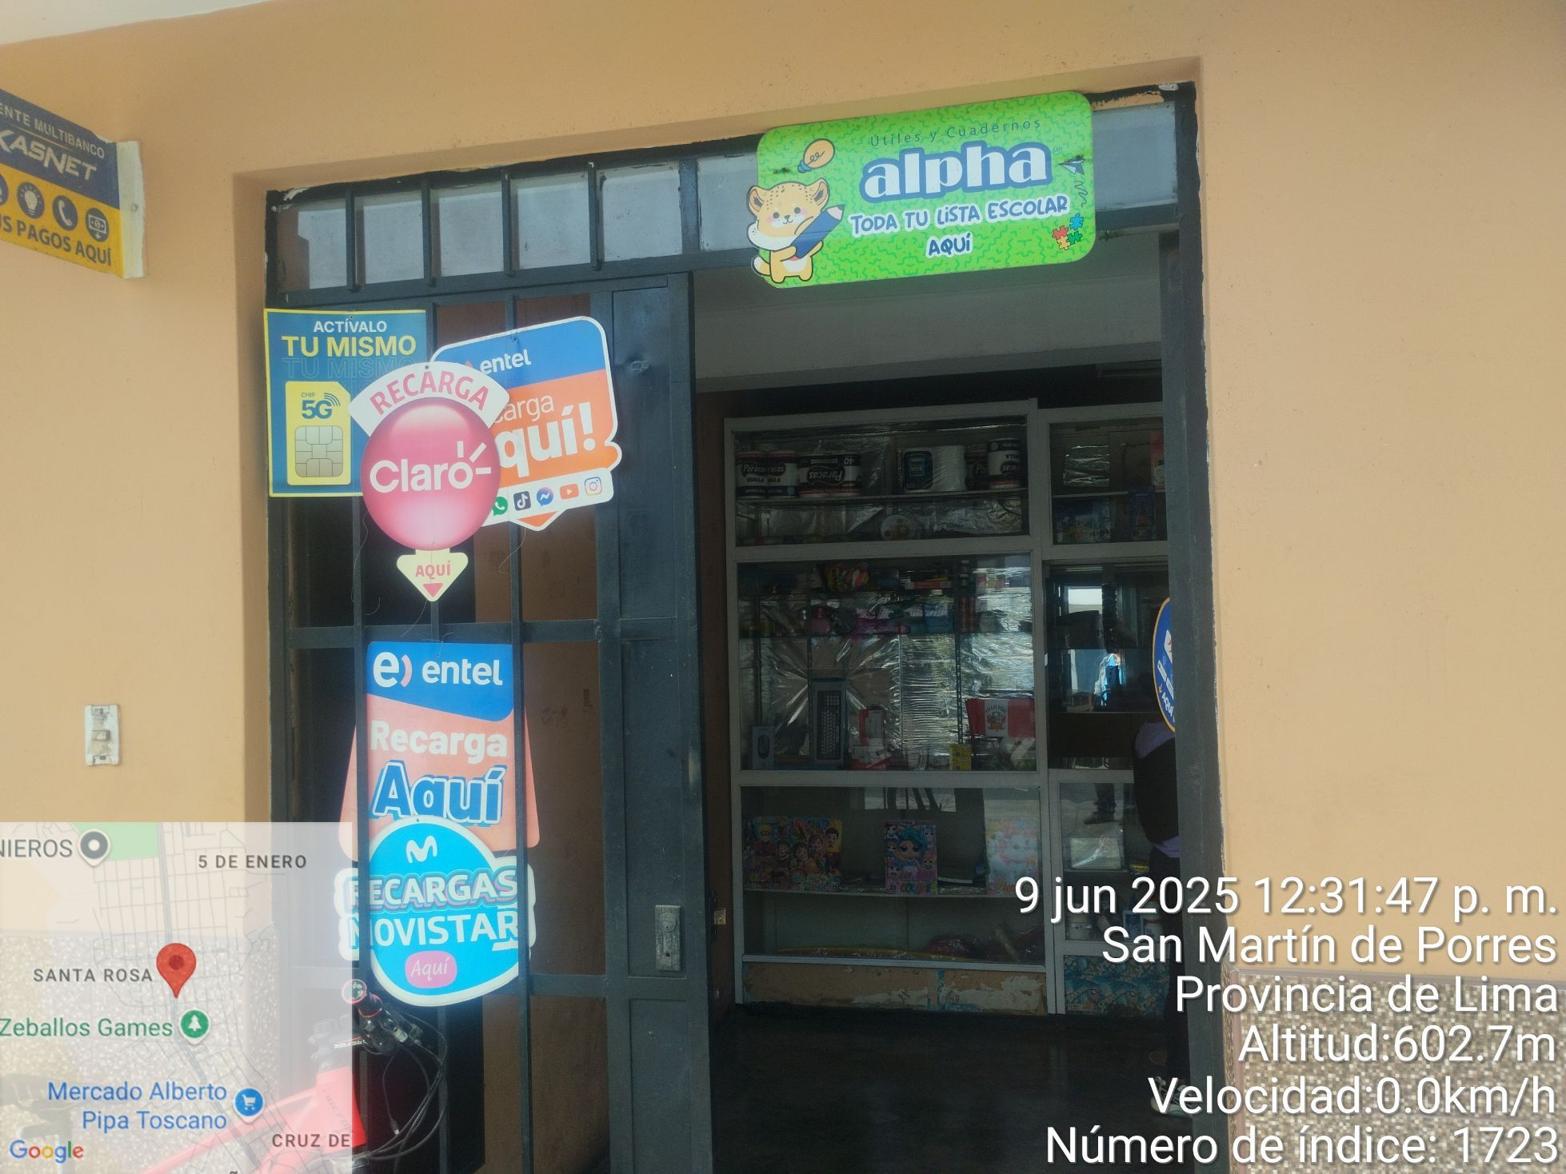 MULTIBANCO
KASNET
PAGOS AQUÍ
Útiles y Cuadernos
alpha
TODA TU LISTA ESCOLAR
AQUÍ
ACTÍVALO
TU MISMO
CHIP
5G
entel
quí!
RECARGA
Claro
AQUÍ
entel
Recarga
Aquí
RECARGAS
MOVISTAR
Aquí
5 DE ENERO
SANTA ROSA
Zeballos Games
Mercado Alberto
Pipa Toscano
CRUZ DE
Google
9 jun 2025 12:31:47 p. m.
San Martín de Porres
Provincia de Lima
Altitud:602.7m
Velocidad:0.0km/h
Número de índice: 1723